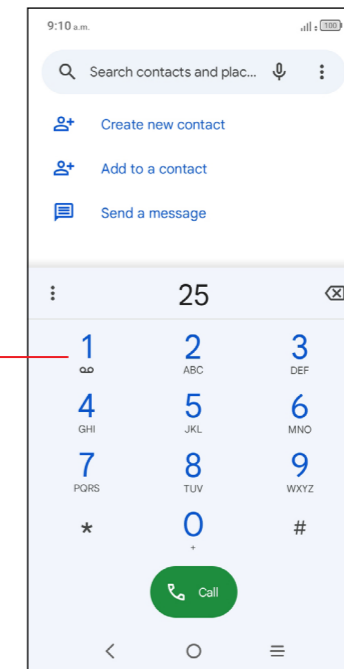 9:10 a.m.
100
Search contacts and plac...
Create new contact
Add to a contact
Send a message
25
1 2 3
ABC DEF
4 5 6
GHI JKL MNO
7 8 9
PQRS TUV WXYZ
* 0 #
+
Call